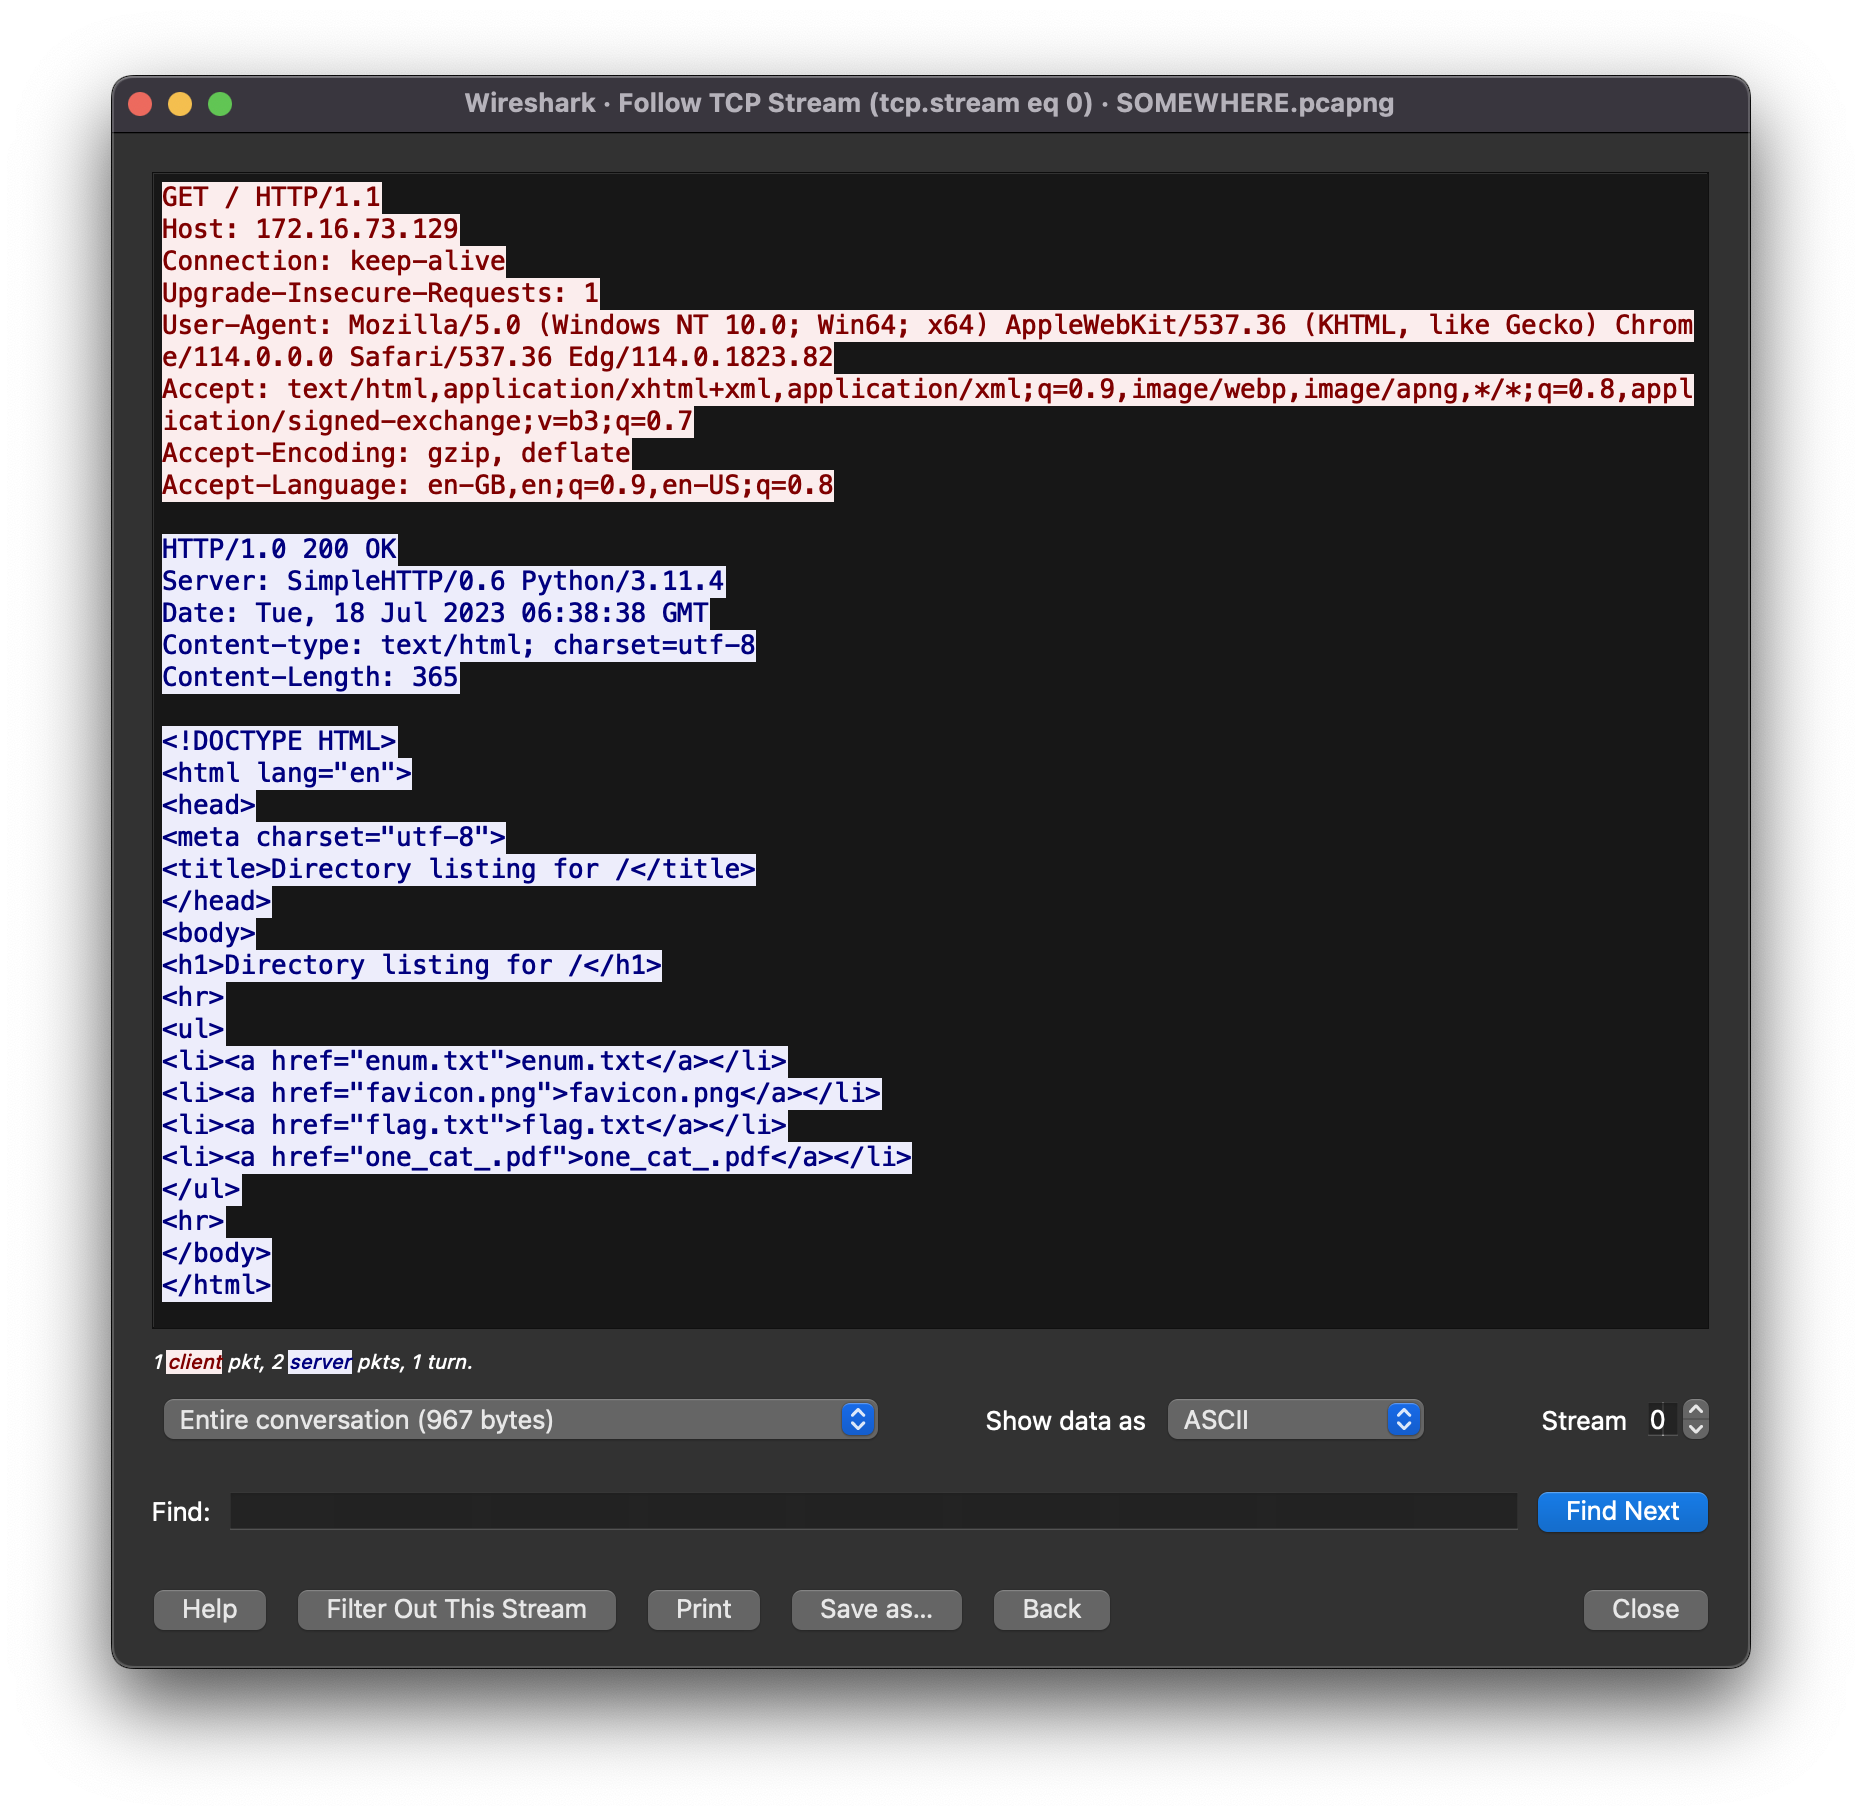 Wireshark · Follow TCP Stream (tcp.stream eq 0) · SOMEWHERE.pcapng
GET / HTTP/1.1
Host: 172.16.73.129
Connection: keep-alive
Upgrade-Insecure-Requests: 1
User-Agent: Mozilla/5.0 (Windows NT 10.0; Win64; x64) AppleWebKit/537.36 (KHTML, like Gecko) Chrom
e/114.0.0.0 Safari/537.36 Edg/114.0.1823.82
Accept: text/html,application/xhtml+xml,application/xml;q=0.9,image/webp,image/apng,*/*;q=0.8,appl
ication/signed-exchange;v=b3;q=0.7
Accept-Encoding: gzip, deflate
Accept-Language: en-GB,en;q=0.9,en-US;q=0.8
HTTP/1.0 200 OK
Server: SimpleHTTP/0.6 Python/3.11.4
Date: Tue, 18 Jul 2023 06:38:38 GMT
Content-type: text/html; charset=utf-8
Content-Length: 365
<!DOCTYPE HTML>
<html lang="en">
<head>
<meta charset="utf-8">
<title>Directory listing for /</title>
</head>
<body>
<h1>Directory listing for /</h1>
<hr>
<ul>
<li><a href="enum.txt">enum.txt</a></li>
<li><a href="favicon.png">favicon.png</a></li>
<li><a href="flag.txt">flag.txt</a></li>
<li><a href="one_cat_.pdf">one_cat_.pdf</a></li>
</ul>
<hr>
</body>
</html>
1 client pkt, 2 server pkts, 1 turn.
Entire conversation (967 bytes) Show data as ASCII Stream 0
Find: Find Next
Help Filter Out This Stream Print Save as... Back Close